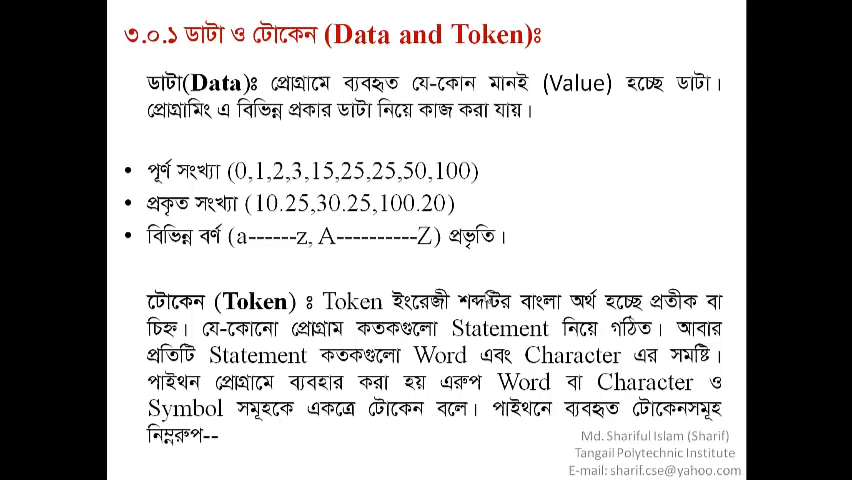 ৩.০.১ ডাটা ও টোকেন (Data and Token)ঃ
ডাটা(Data)ঃ প্রোগ্রামে ব্যবহৃত যে-কোন মানই (Value) হচ্ছে ডাটা।
প্রোগ্রামিং এ বিভিন্ন প্রকার ডাটা নিয়ে কাজ করা যায়।
• পূর্ণ সংখ্যা (0,1,2,3,15,25,25,50,100)
• প্রকৃত সংখ্যা (10.25,30.25,100.20)
• বিভিন্ন বর্ণ (a------z, A----------Z) প্রভৃতি।
টোকেন (Token) ঃ Token ইংরেজী শব্দটির বাংলা অর্থ হচ্ছে প্রতীক বা
চিহ্ন। যে-কোনো প্রোগ্রাম কতকগুলো Statement নিয়ে গঠিত। আবার
প্রতিটি Statement কতকগুলো Word এবং Character এর সমষ্টি।
পাইথন প্রোগ্রামে ব্যবহার করা হয় এরুপ Word বা Character ও
Symbol সমূহকে একত্রে টোকেন বলে। পাইথনে ব্যবহৃত টোকেনসমূহ
নিম্নরুপ--
Md. Shariful Islam (Sharif)
Tangail Polytechnic Institute
E-mail: sharif.cse@yahoo.com